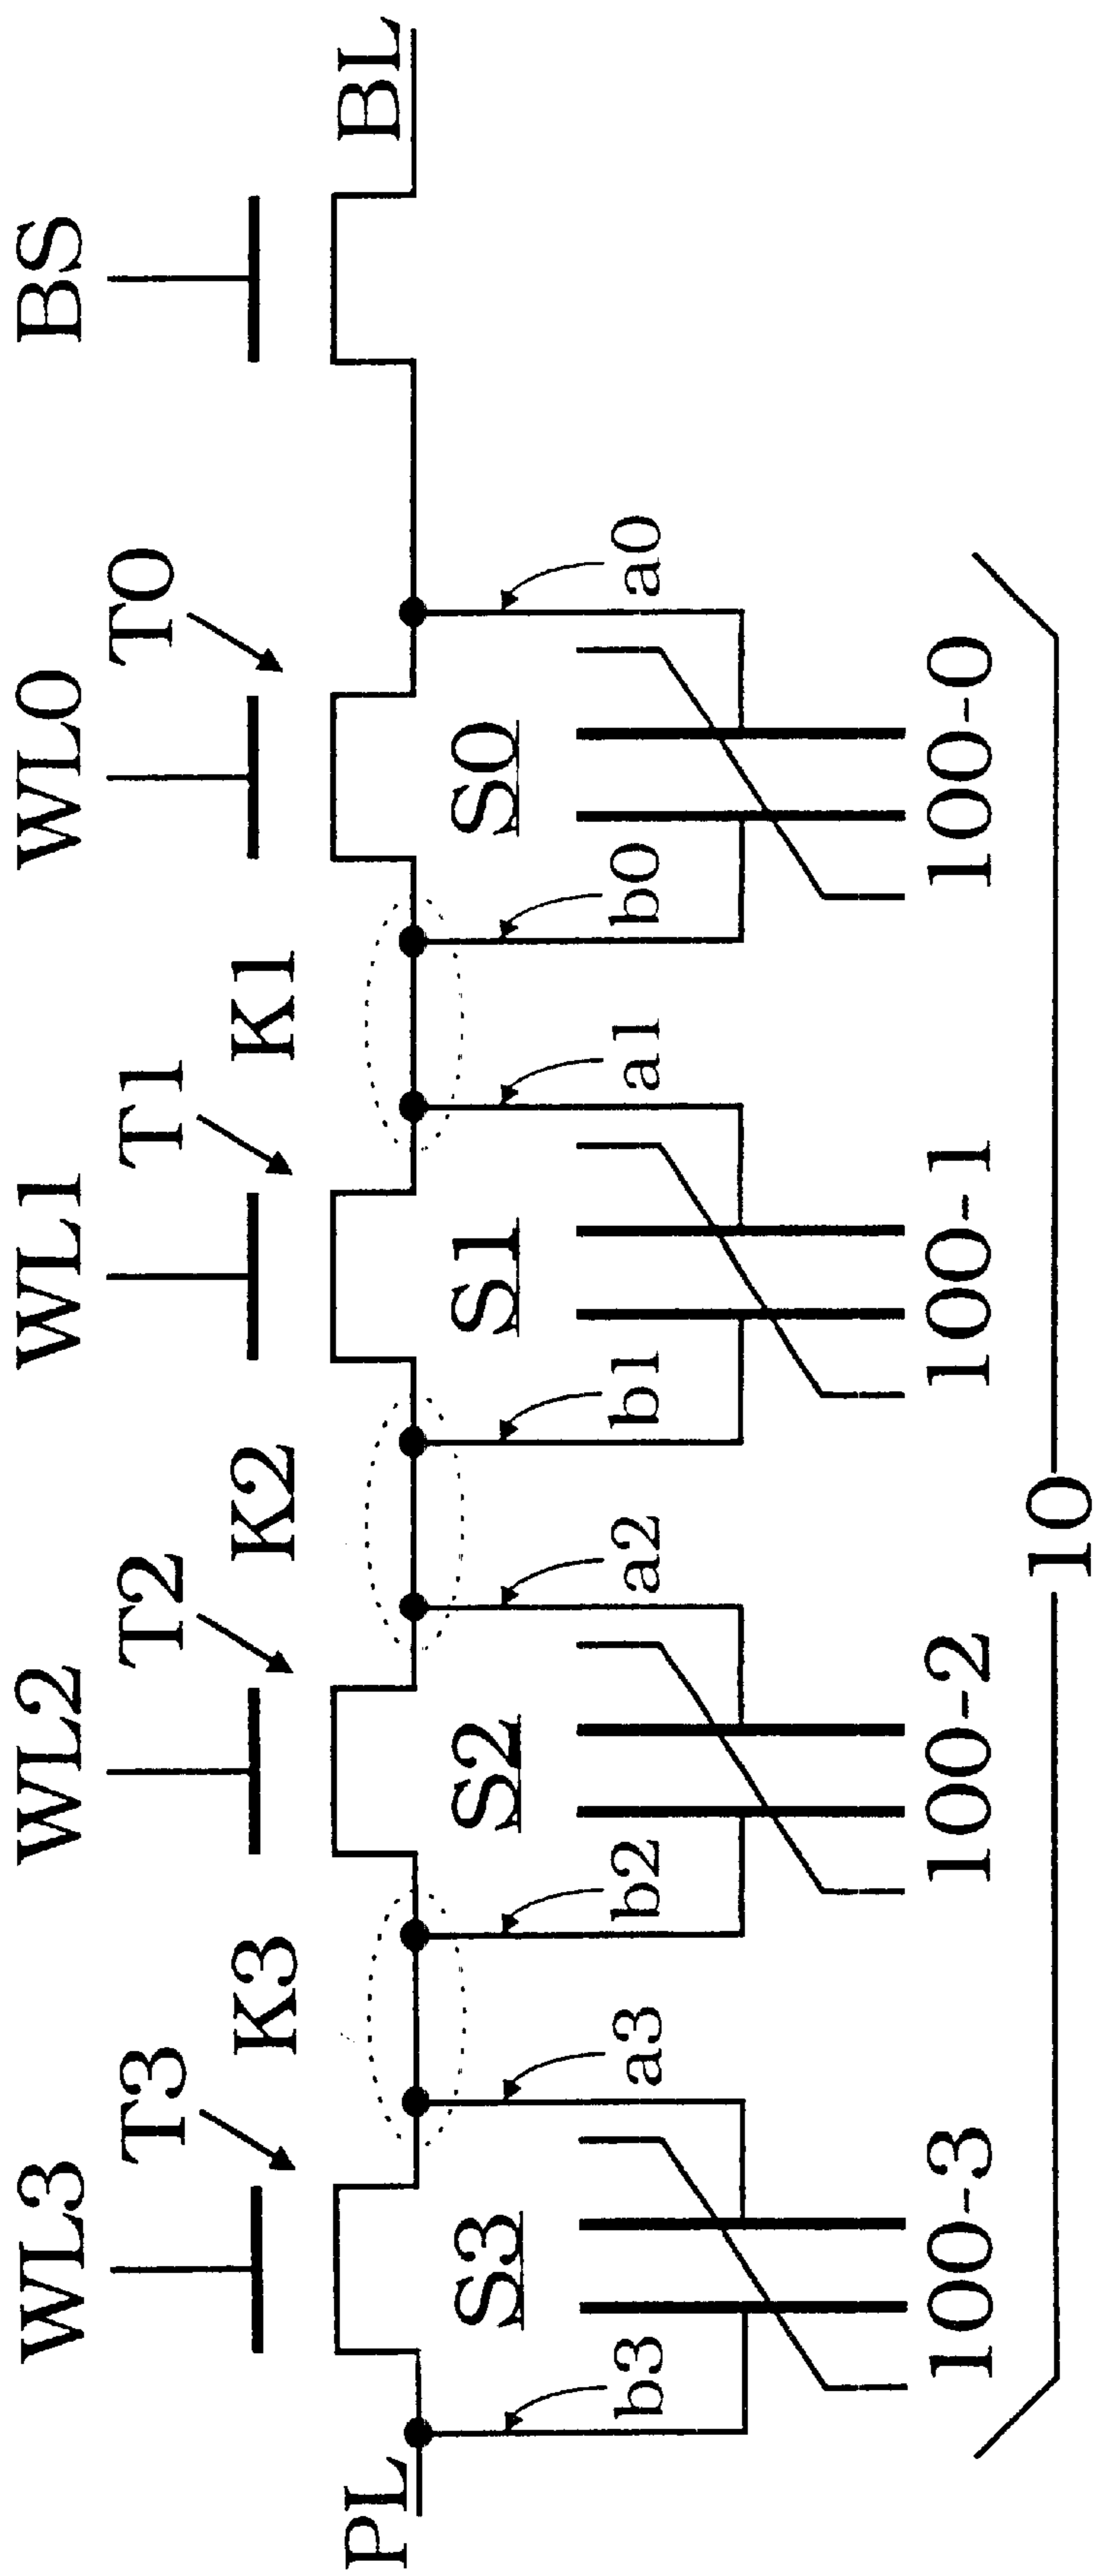 WL3 WL2 WL1 WL0 BS
T3 T2 T1 T0
K3 K2 K1
PL BL
S3 S2 S1 S0
b3 a3 b2 a2 b1 a1 b0 a0
100-3 100-2 100-1 100-0
10